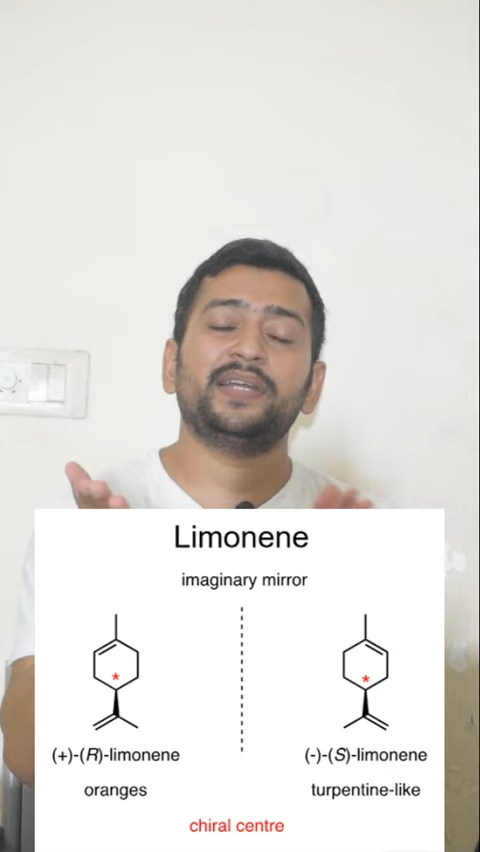 Limonene
imaginary mirror
*
*
(+)-(R)-limonene
(-)-(S)-limonene
oranges
turpentine-like
chiral centre